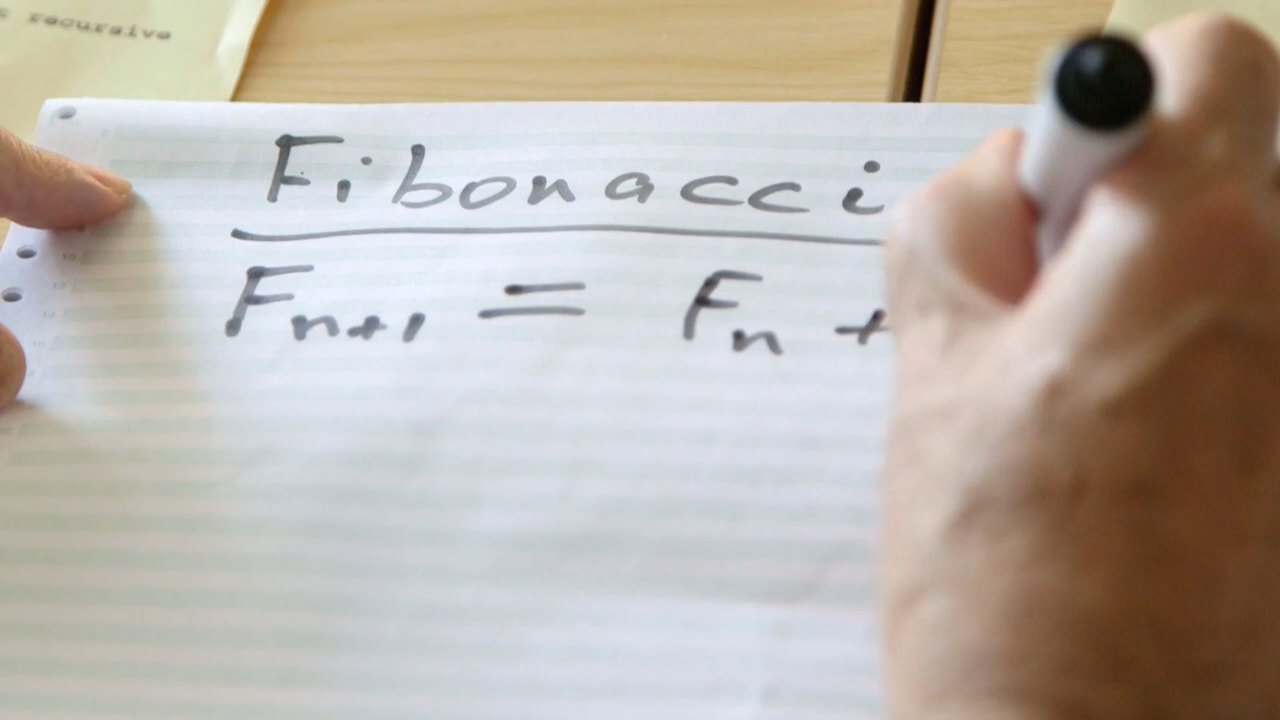 recursive
Fibonacci
Fn+1 = Fn +